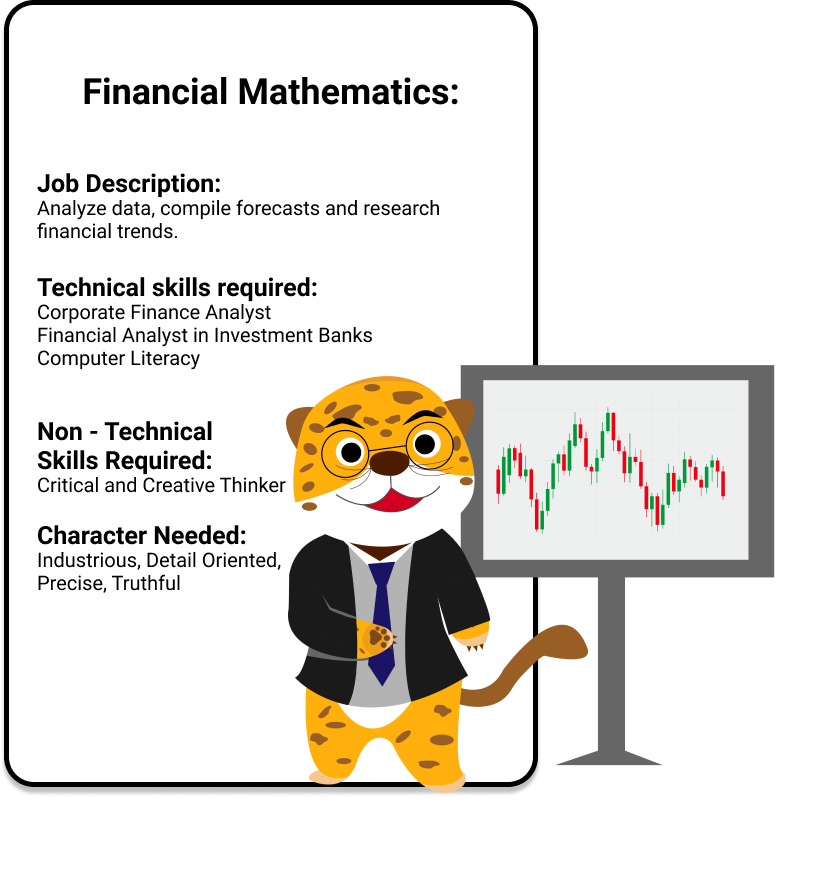 Financial Mathematics:
Job Description:
Analyze data, compile forecasts and research
financial trends.
Technical skills required:
Corporate Finance Analyst
Financial Analyst in Investment Banks
Computer Literacy
Non - Technical
Skills Required:
Critical and Creative Thinker
Character Needed:
Industrious, Detail Oriented,
Precise, Truthful